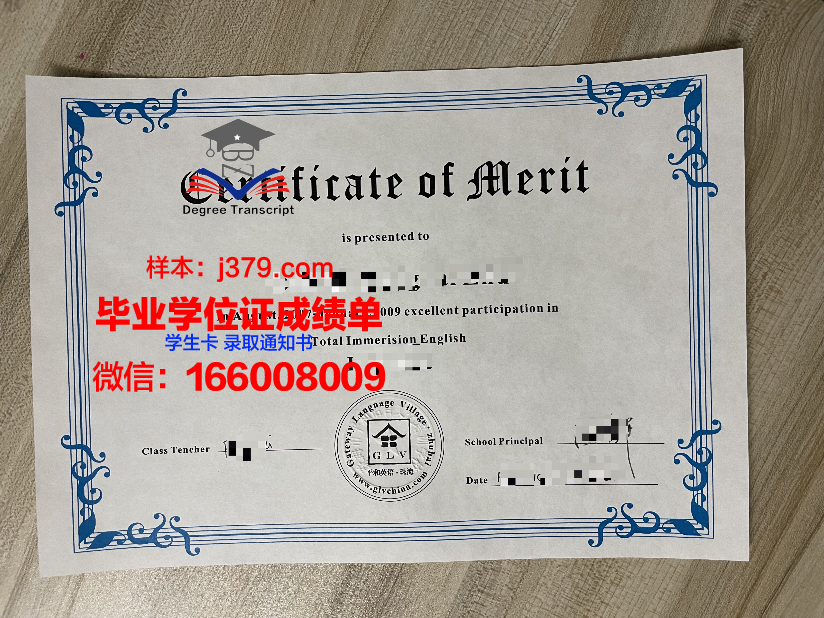 BZ
Certificate of Merit
Degree Transcript
is presented to
样本：j379.com
毕业学位证成绩单
009 excellent participation in
学生卡 录取通知书
Total Immerision English
微信：166008009
Gateway Language Village · zhuhai
GLV
www.glvchina.com
Class Tencher
School Principal
Date